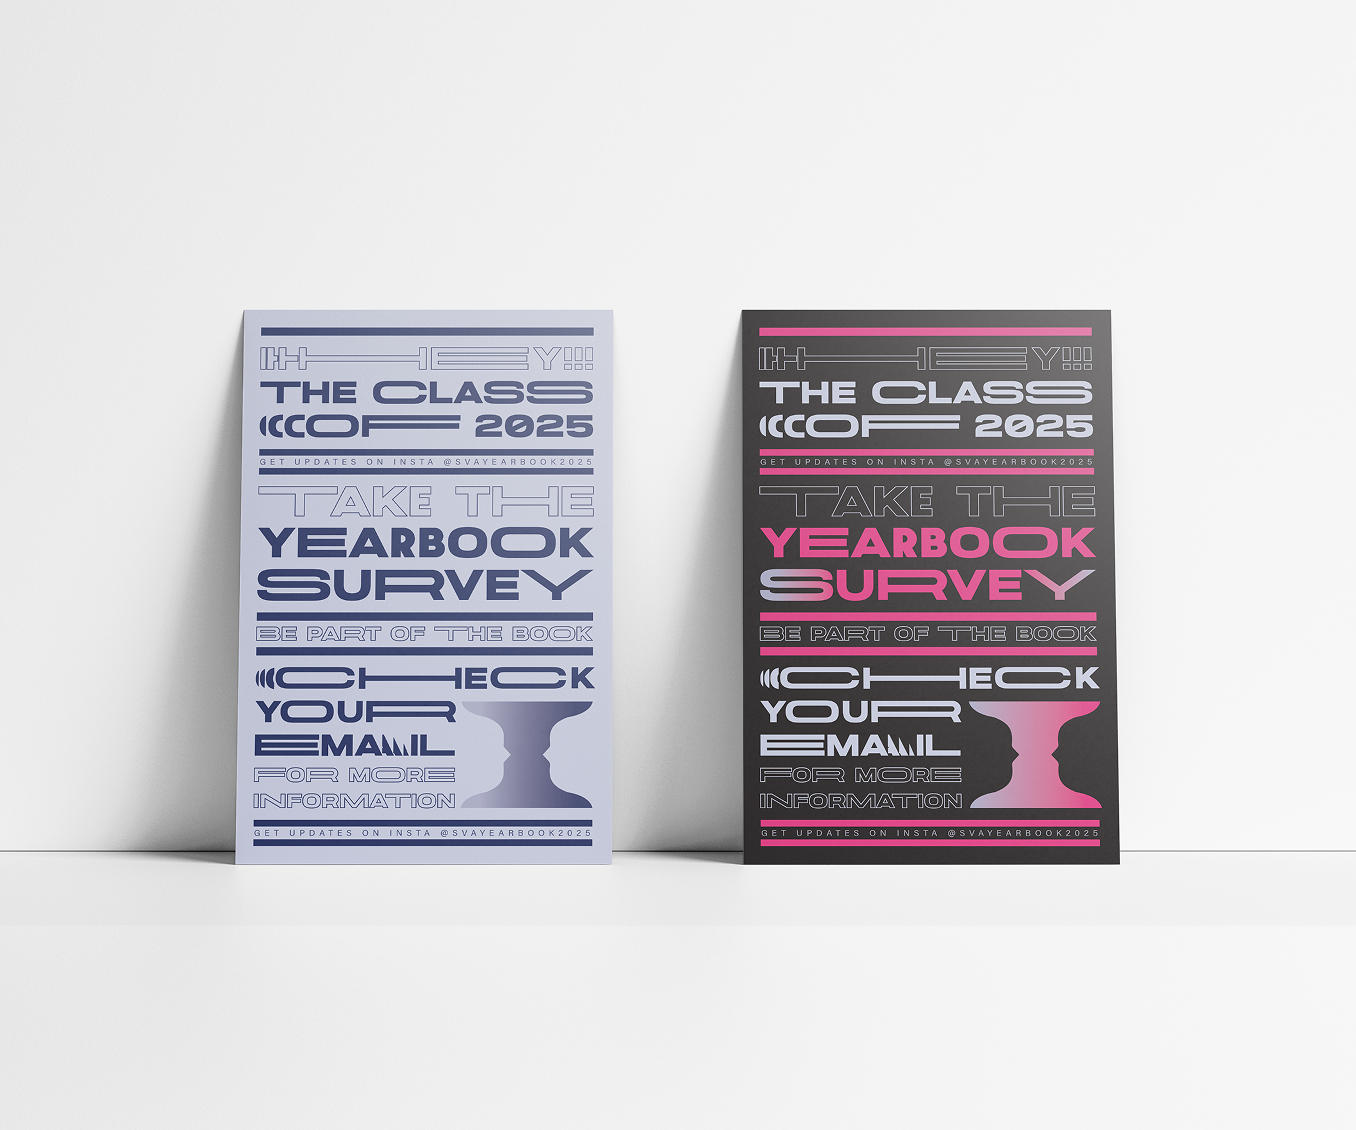 HEY!!!
THE CLASS
OF 2025
GET UPDATES ON INSTA @SVAYEARBOOK2025
TAKE THE
YEARBOOK
SURVEY
BE PART OF THE BOOK
CHECK
YOUR
EMAIL
FOR MORE
INFORMATION
GET UPDATES ON INSTA @SVAYEARBOOK2025
HEY!!!
THE CLASS
OF 2025
GET UPDATES ON INSTA @SVAYEARBOOK2025
TAKE THE
YEARBOOK
SURVEY
BE PART OF THE BOOK
CHECK
YOUR
EMAIL
FOR MORE
INFORMATION
GET UPDATES ON INSTA @SVAYEARBOOK2025